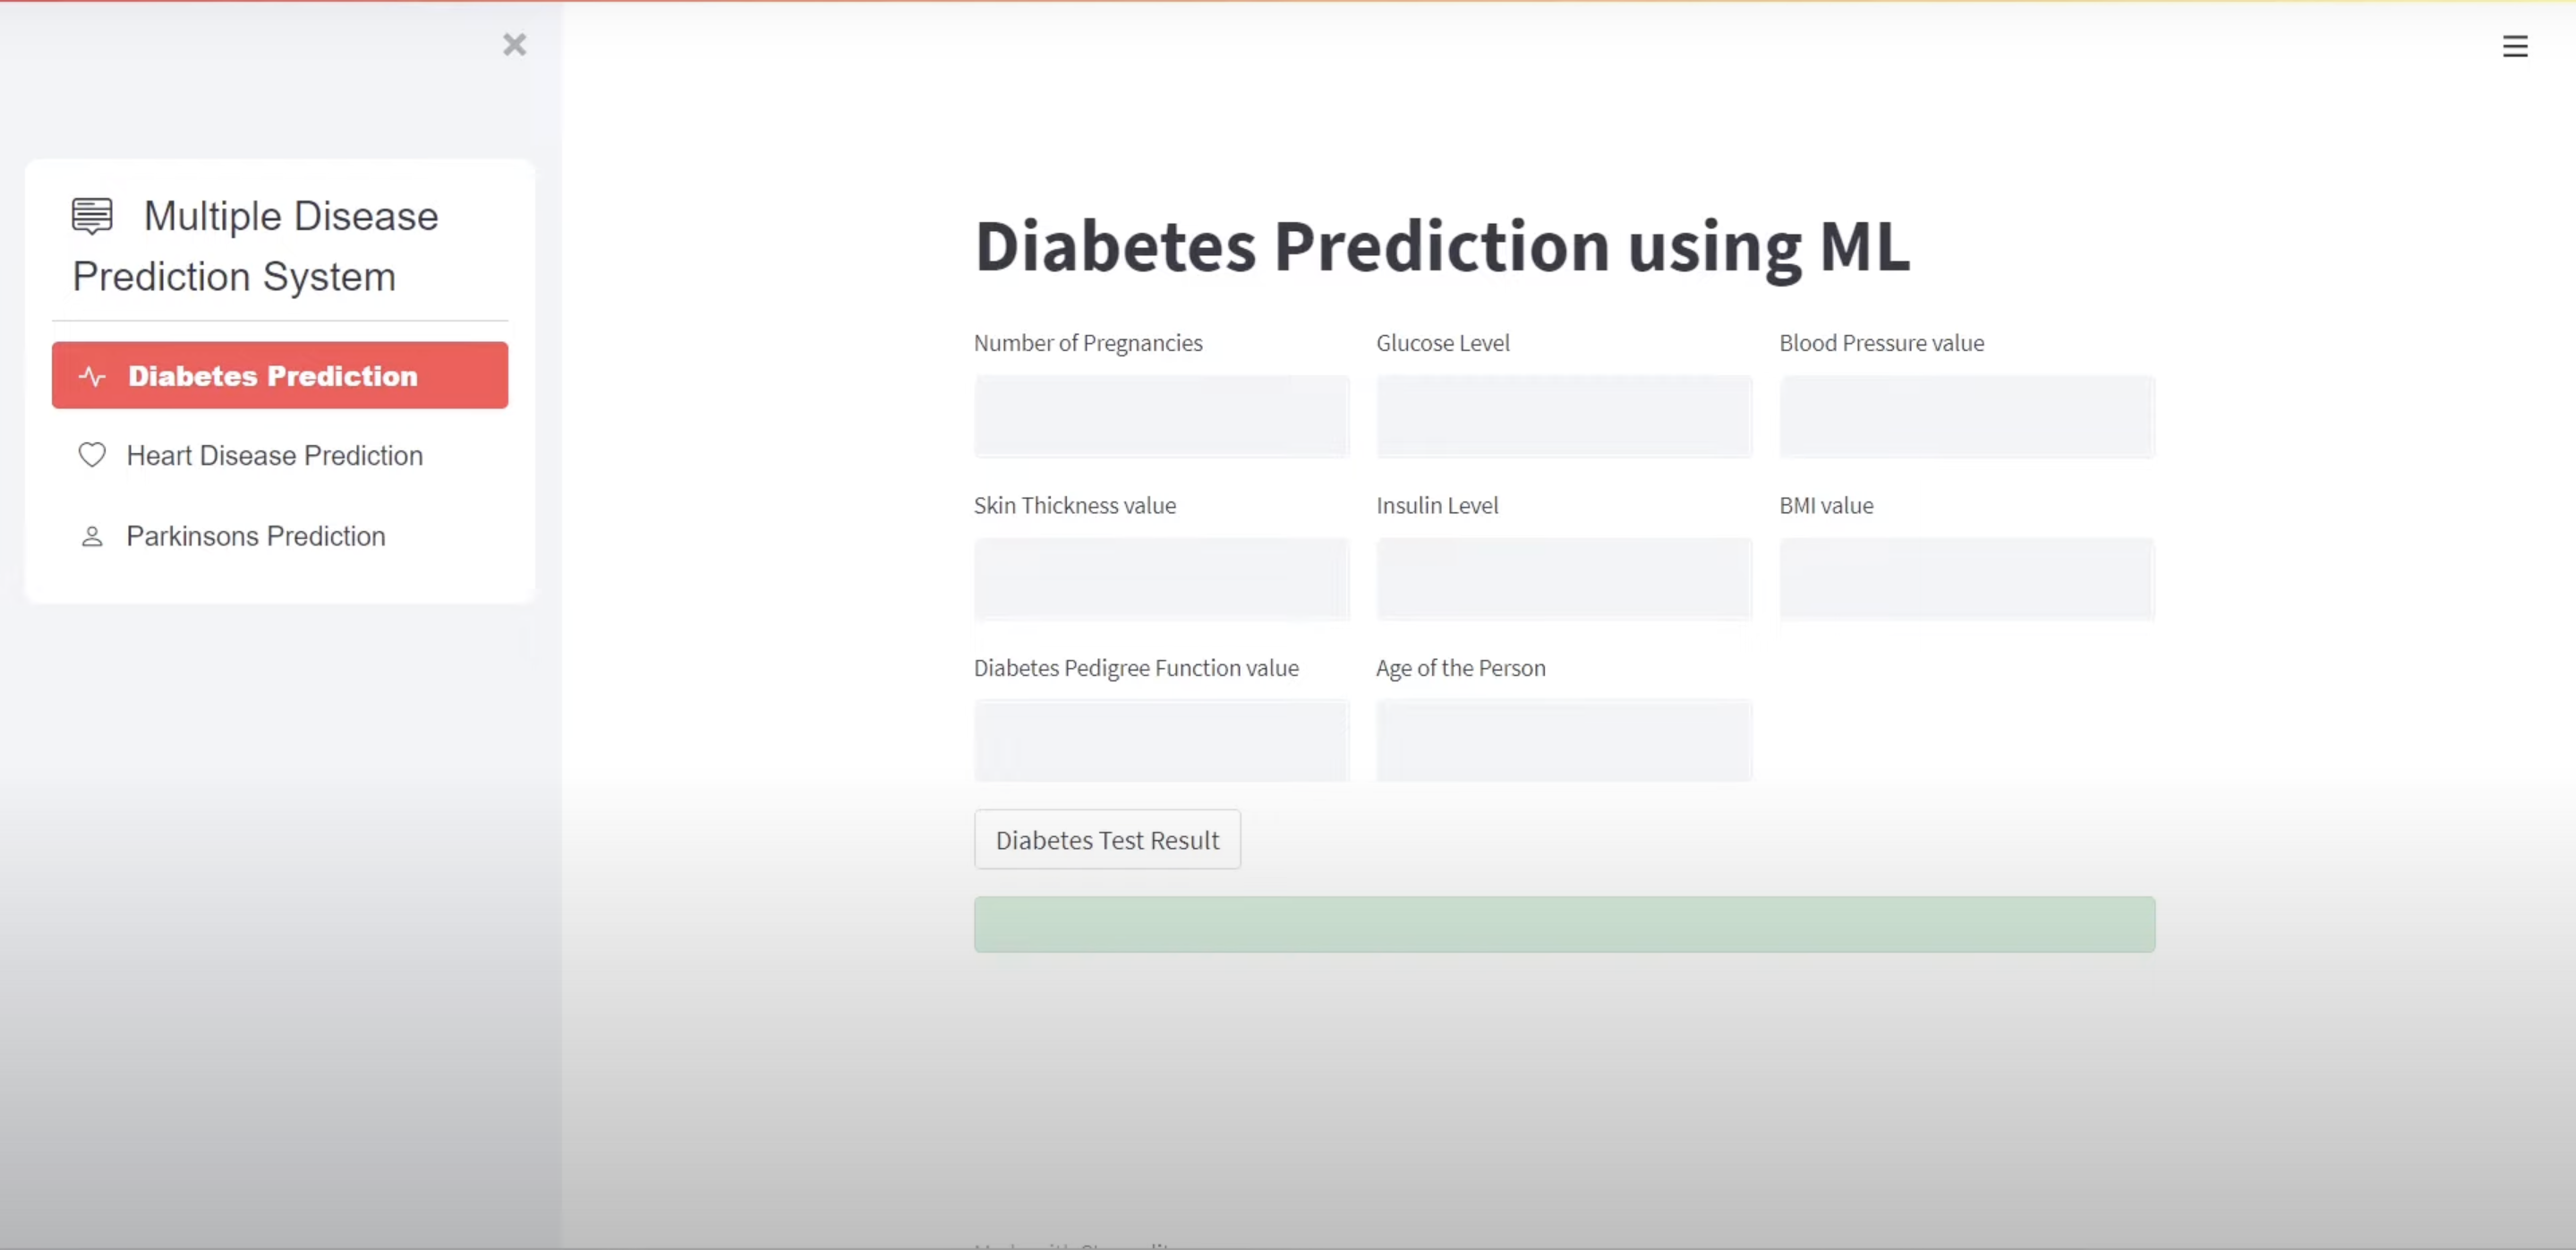 Multiple Disease
Prediction System
Diabetes Prediction
Heart Disease Prediction
Parkinsons Prediction
Diabetes Prediction using ML
Number of Pregnancies
Glucose Level
Blood Pressure value
Skin Thickness value
Insulin Level
BMI value
Diabetes Pedigree Function value
Age of the Person
Diabetes Test Result